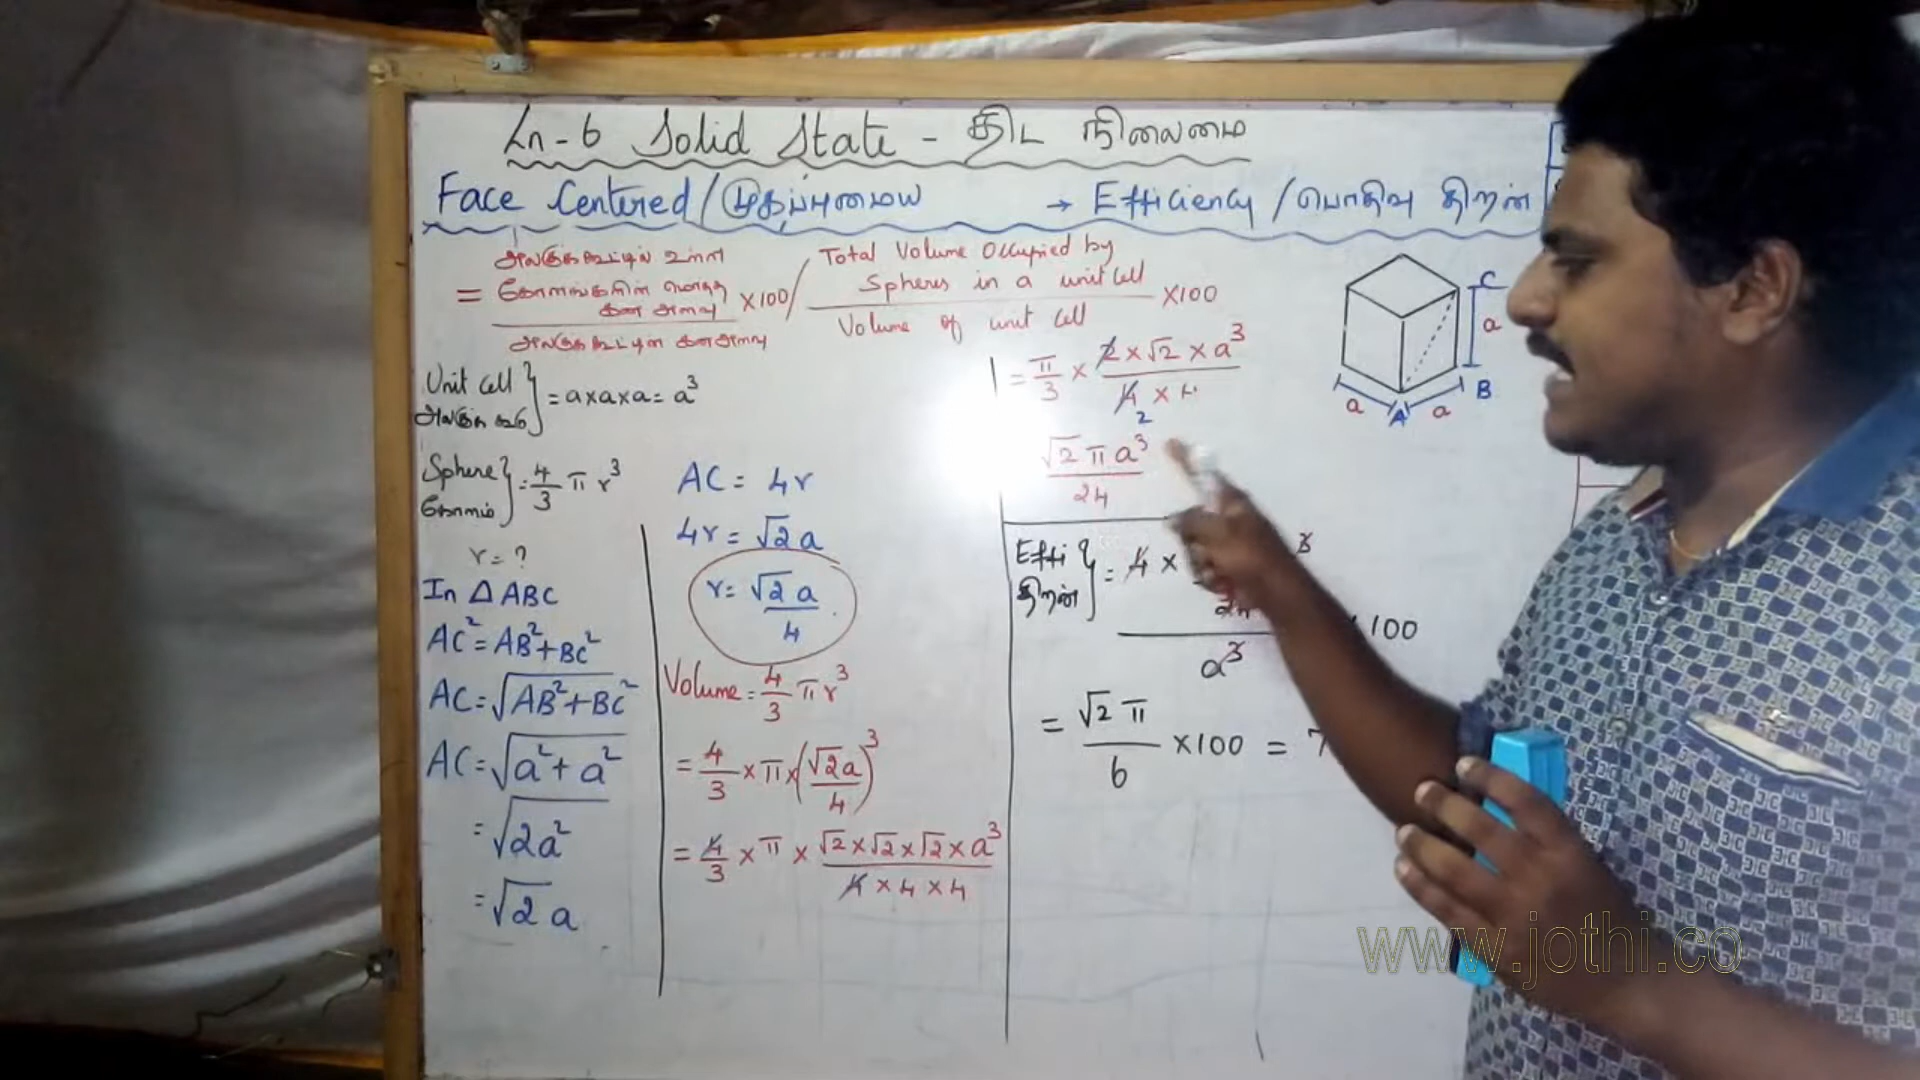 Ln-6 Solid State - திட நிலைமை
Face Centered / முகப்புமைய → Efficiency / பொதிவு திறன்
= அலகுக்கூட்டில் உள்ள கோளங்களின் மொத்த கன அளவு / அலகுக்கூட்டின் கனஅளவு ×100 / Total Volume Occupied by Spheres in a unit Cell / Volume of unit Cell ×100
Unit Cell அலகுக்கூடு } = a×a×a = a³
Sphere கோளம் } = 4/3 π r³
r = ?
In Δ ABC
AC² = AB²+BC²
AC = √AB²+BC²
AC = √a²+a²
= √2a²
= √2 a
AC = 4r
4r = √2 a
r = √2 a / 4
Volume = 4/3 π r³
= 4/3 × π × (√2a/4)³
= 4/3 × π × √2×√2×√2×a³ / 4×4×4
= π/3 × 2×√2×a³ / 4×4
2
√2 π a³ / 24
Effi திறன் } = 4 ×
3
a³
×100
= √2 π / 6 ×100 = 7
C
a
B
a
A
a
www.jothi.co